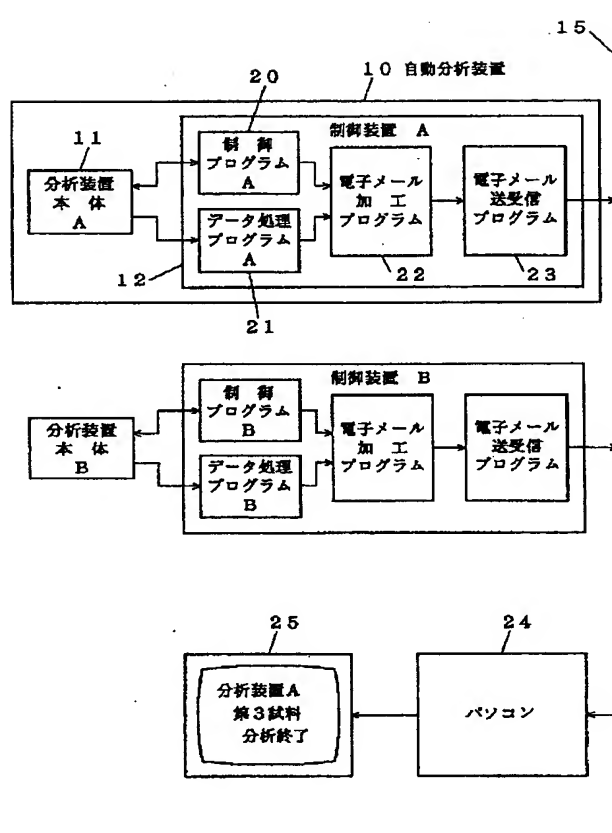 15
20
10 自動分析装置
11
制御装置 A
制 御
プログラム
A
分析装置
本 体
A
電子メール
加 工
プログラム
電子メール
送受信
プログラム
データ処理
プログラム
A
12
22
23
21
制御装置 B
制 御
プログラム
B
分析装置
本 体
B
電子メール
加 工
プログラム
電子メール
送受信
プログラム
データ処理
プログラム
B
25
24
分析装置A
第3試料
分析終了
パソコン